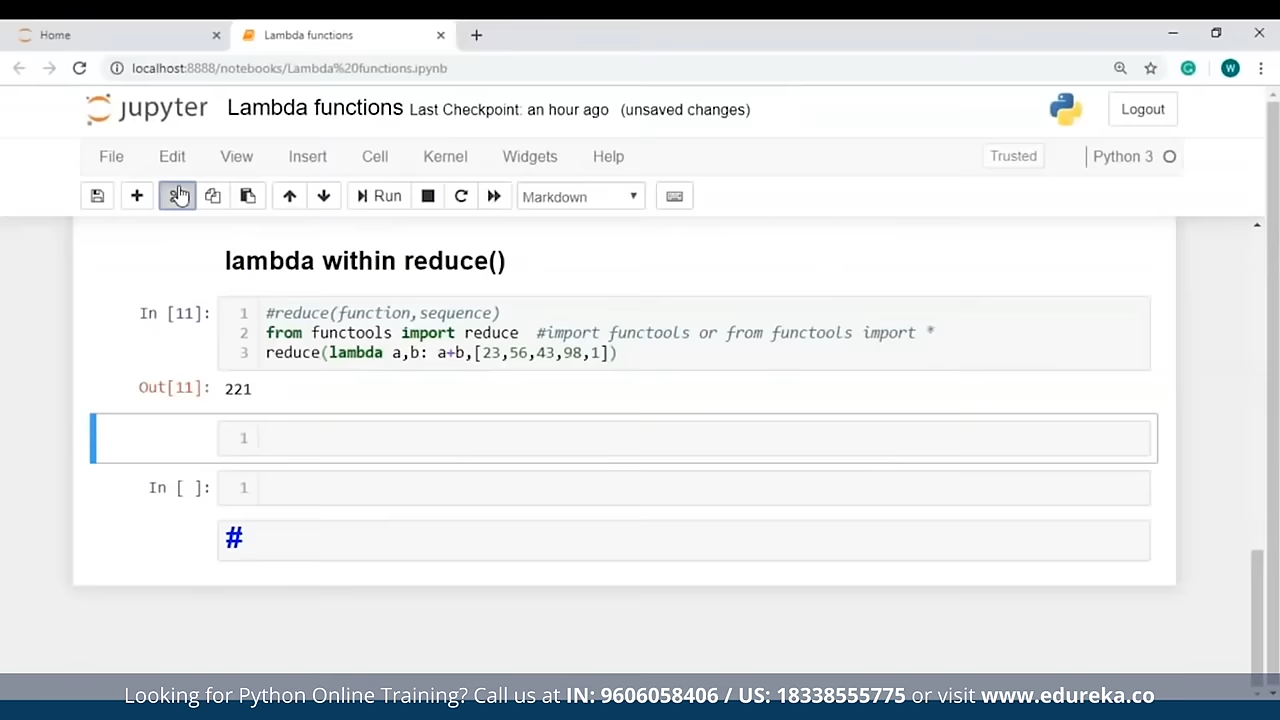 Home
Lambda functions
localhost:8888/notebooks/Lambda%20functions.ipynb
W
jupyter Lambda functions Last Checkpoint: an hour ago (unsaved changes)
Logout
File Edit View Insert Cell Kernel Widgets Help
Trusted
Python 3
Run
Markdown
lambda within reduce()
In [11]:
1 #reduce(function,sequence)
2 from functools import reduce #import functools or from functools import *
3 reduce(lambda a,b: a+b,[23,56,43,98,1])
Out[11]: 221
1
In [ ]: 1
#
Looking for Python Online Training? Call us at IN: 9606058406 / US: 18338555775 or visit www.edureka.co